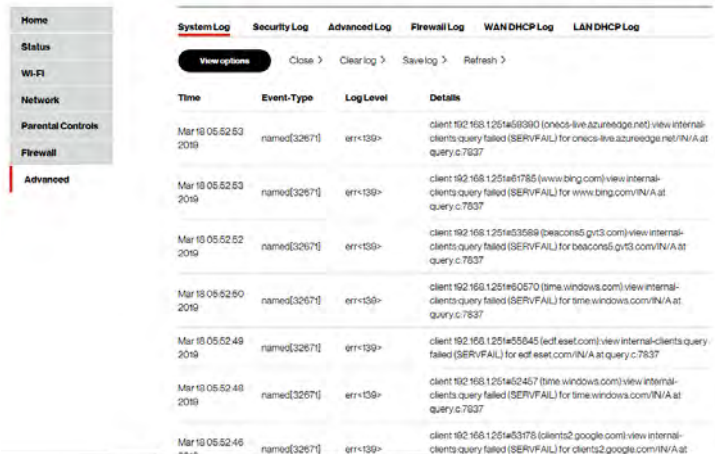 Home
Status
Wi-Fi
Network
Parental Controls
Firewall
Advanced
System Log Security Log Advanced Log Firewall Log WAN DHCP Log LAN DHCP Log
View options Close > Clear log > Save log > Refresh >
Time Event-Type Log Level Details
Mar 18 05:52:53
2019
named[32671] err<139>
client 192.168.1.251#59390 (onecs-live.azureedge.net): view internal-
clients: query failed (SERVFAIL) for onecs-live.azureedge.net/IN/A at
query.c:7837
Mar 18 05:52:53
2019
named[32671] err<139>
client 192.168.1.251#61785 (www.bing.com): view internal-
clients: query failed (SERVFAIL) for www.bing.com/IN/A at
query.c:7837
Mar 18 05:52:52
2019
named[32671] err<139>
client 192.168.1.251#53589 (beacons5.gvt3.com): view internal-
clients: query failed (SERVFAIL) for beacons5.gvt3.com/IN/A at
query.c:7837
Mar 18 05:52:50
2019
named[32671] err<139>
client 192.168.1.251#60570 (time.windows.com): view internal-
clients: query failed (SERVFAIL) for time.windows.com/IN/A at
query.c:7837
Mar 18 05:52:49
2019
named[32671] err<139>
client 192.168.1.251#55845 (edf.eset.com): view internal-clients: query
failed (SERVFAIL) for edf.eset.com/IN/A at query.c:7837
Mar 18 05:52:48
2019
named[32671] err<139>
client 192.168.1.251#52457 (time.windows.com): view internal-
clients: query failed (SERVFAIL) for time.windows.com/IN/A at
query.c:7837
Mar 18 05:52:46
named[32671] err<139>
client 192.168.1.251#53178 (clients2.google.com): view internal-
clients: query failed (SERVFAIL) for clients2.google.com/IN/A at